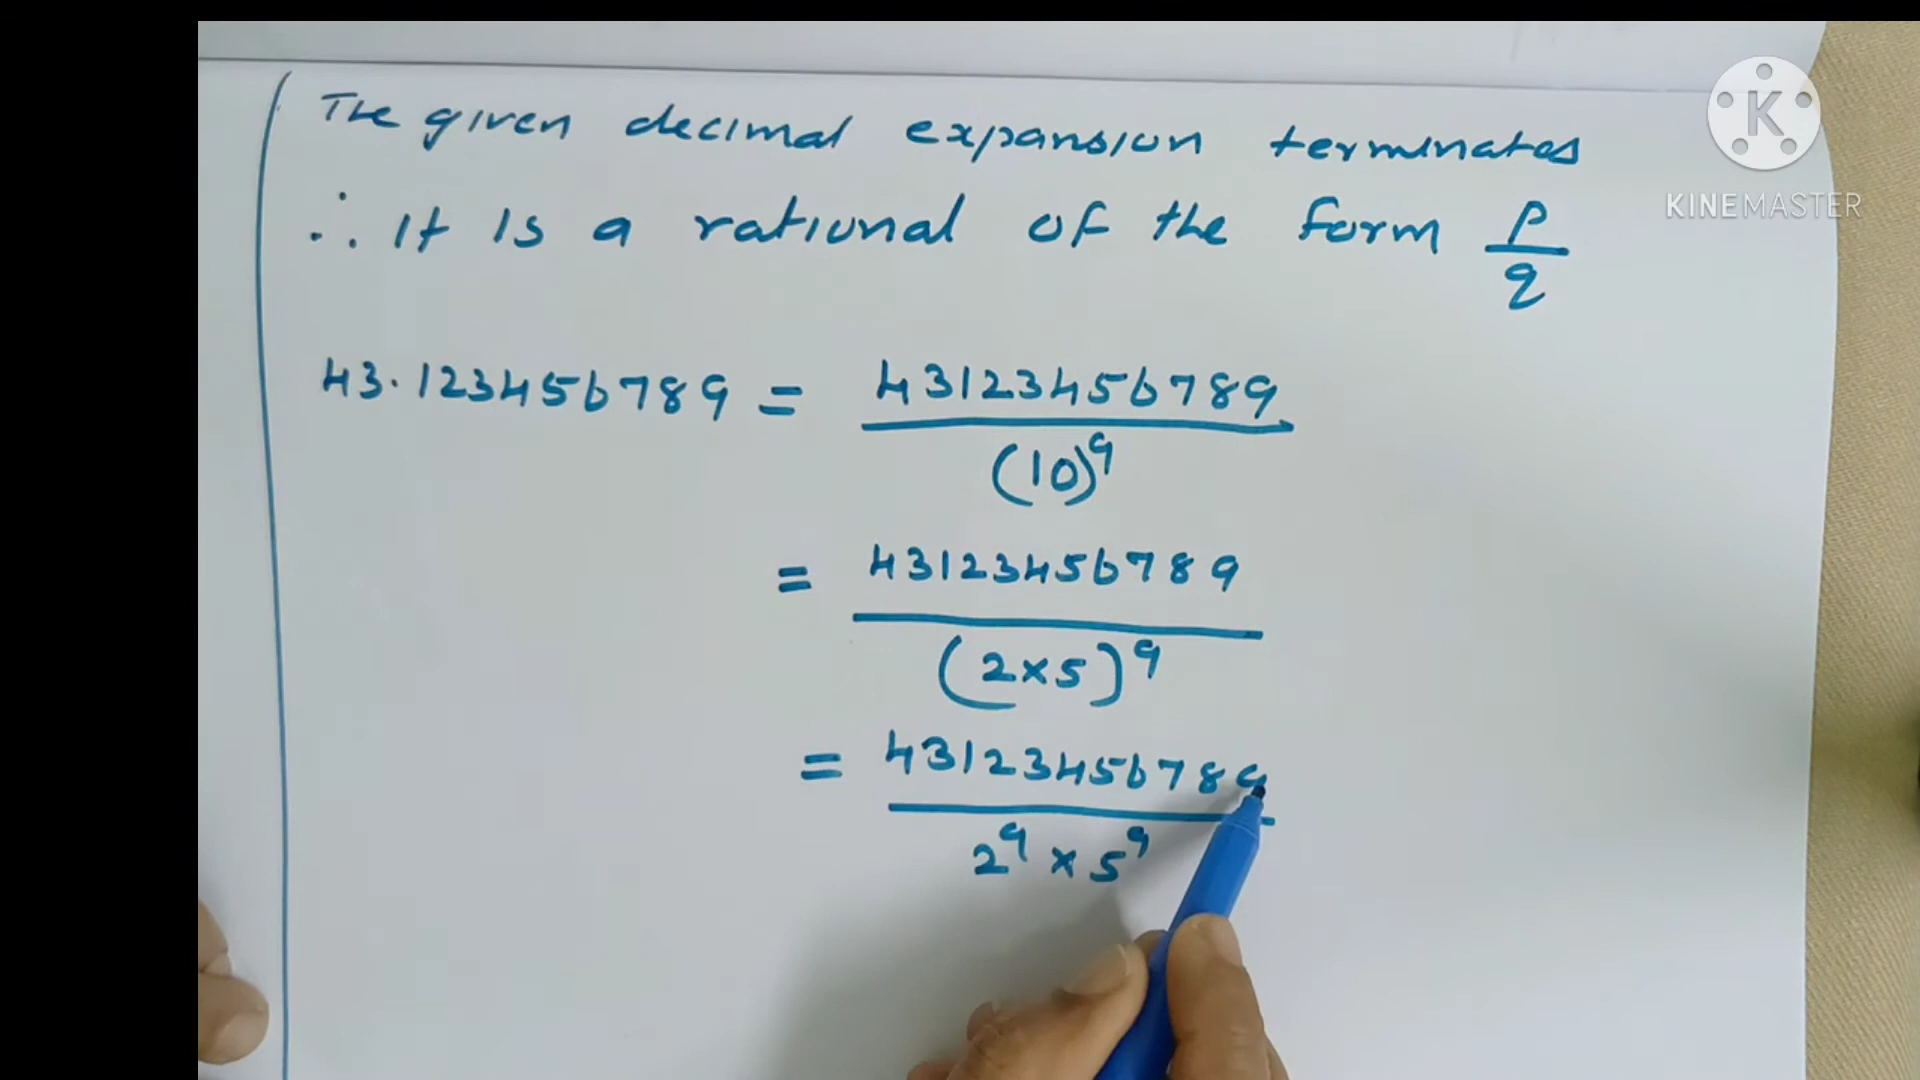 The given decimal expansion terminates
∴ It is a rational of the form p/q
43.123456789 = 43123456789/(10)^9
= 43123456789/(2×5)^9
= 43123456789/2^9 × 5^9
K
KINEMASTER